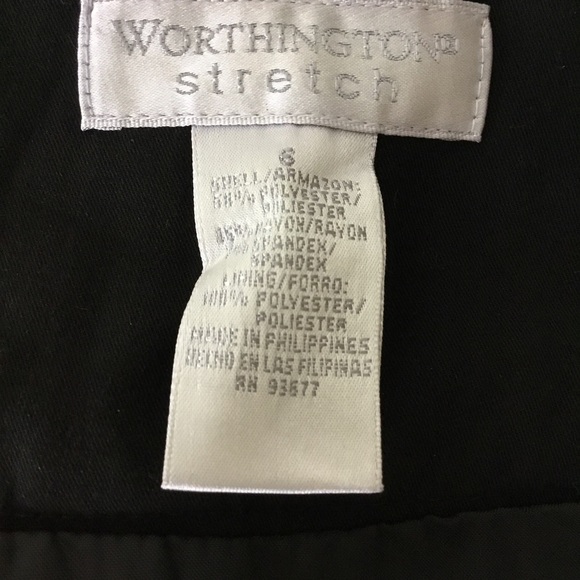 WORTHINGTON®
stretch
6
SHELL/ARMAZON:
POLYESTER/
POLIESTER
RAYON/RAYON
SPANDEX/
SPANDEX
LINING/FORRO:
100% POLYESTER/
POLIESTER
MADE IN PHILIPPINES
HECHO EN LAS FILIPINAS
RN 93677